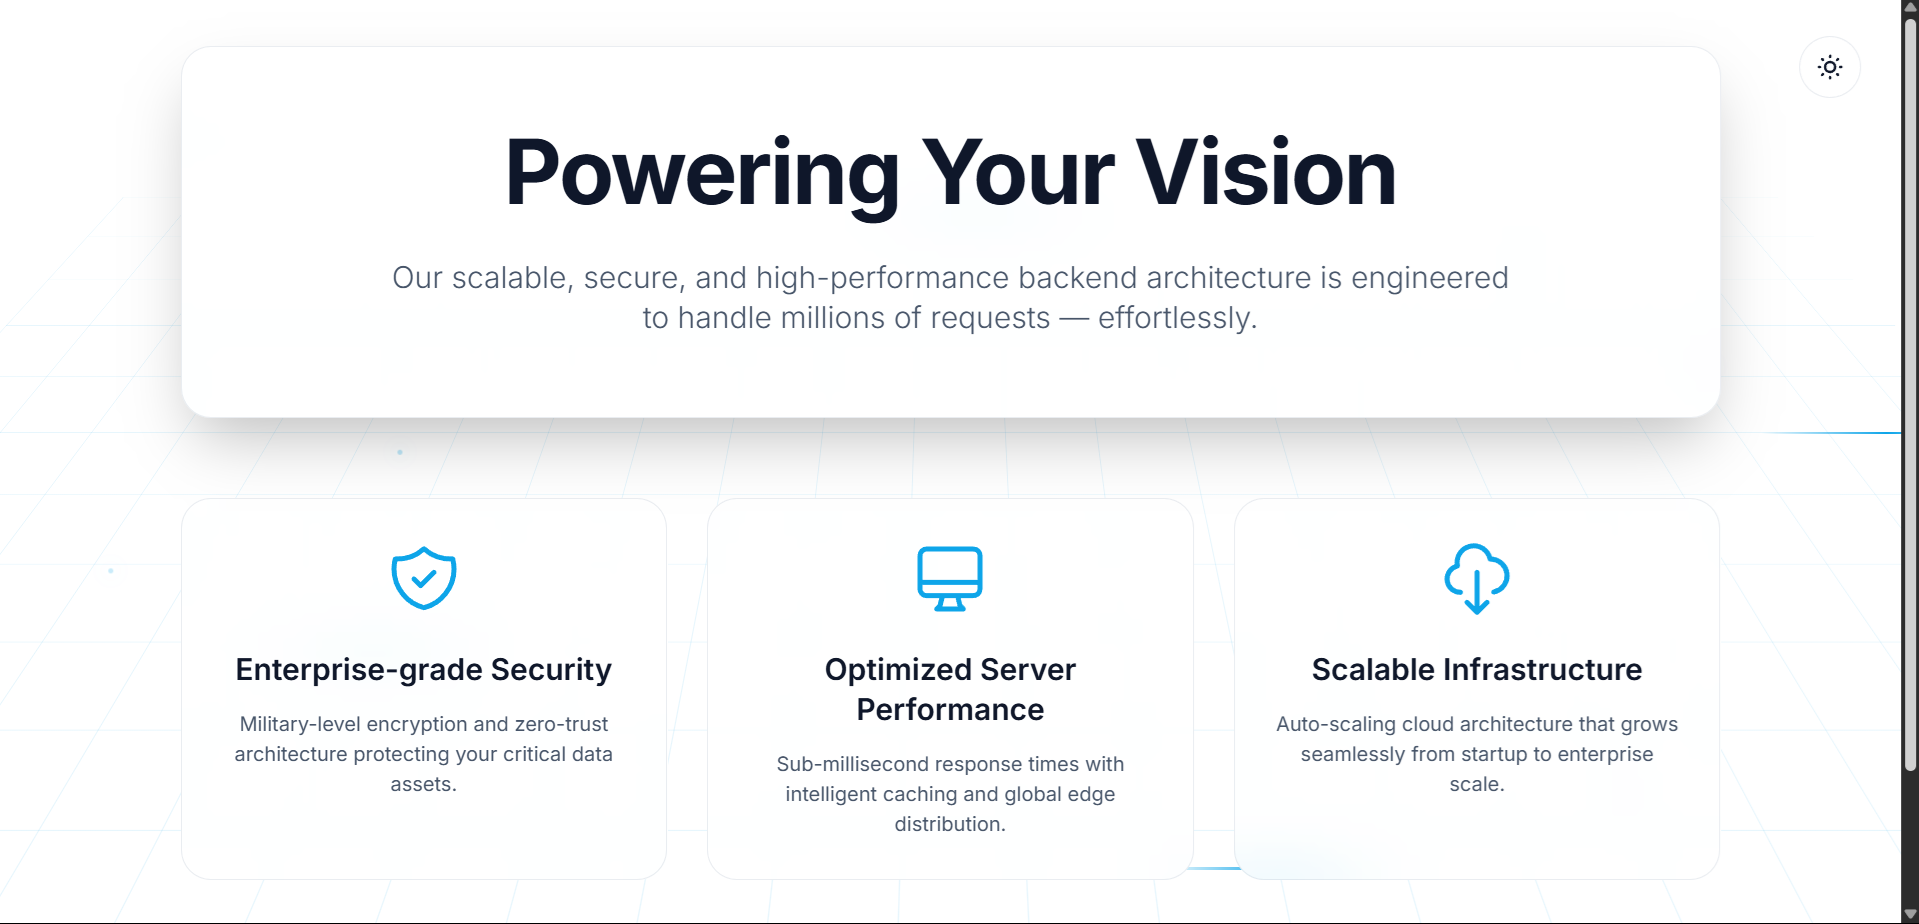 Powering Your Vision
Our scalable, secure, and high-performance backend architecture is engineered
to handle millions of requests — effortlessly.
Enterprise-grade Security
Military-level encryption and zero-trust
architecture protecting your critical data
assets.
Optimized Server
Performance
Sub-millisecond response times with
intelligent caching and global edge
distribution.
Scalable Infrastructure
Auto-scaling cloud architecture that grows
seamlessly from startup to enterprise
scale.